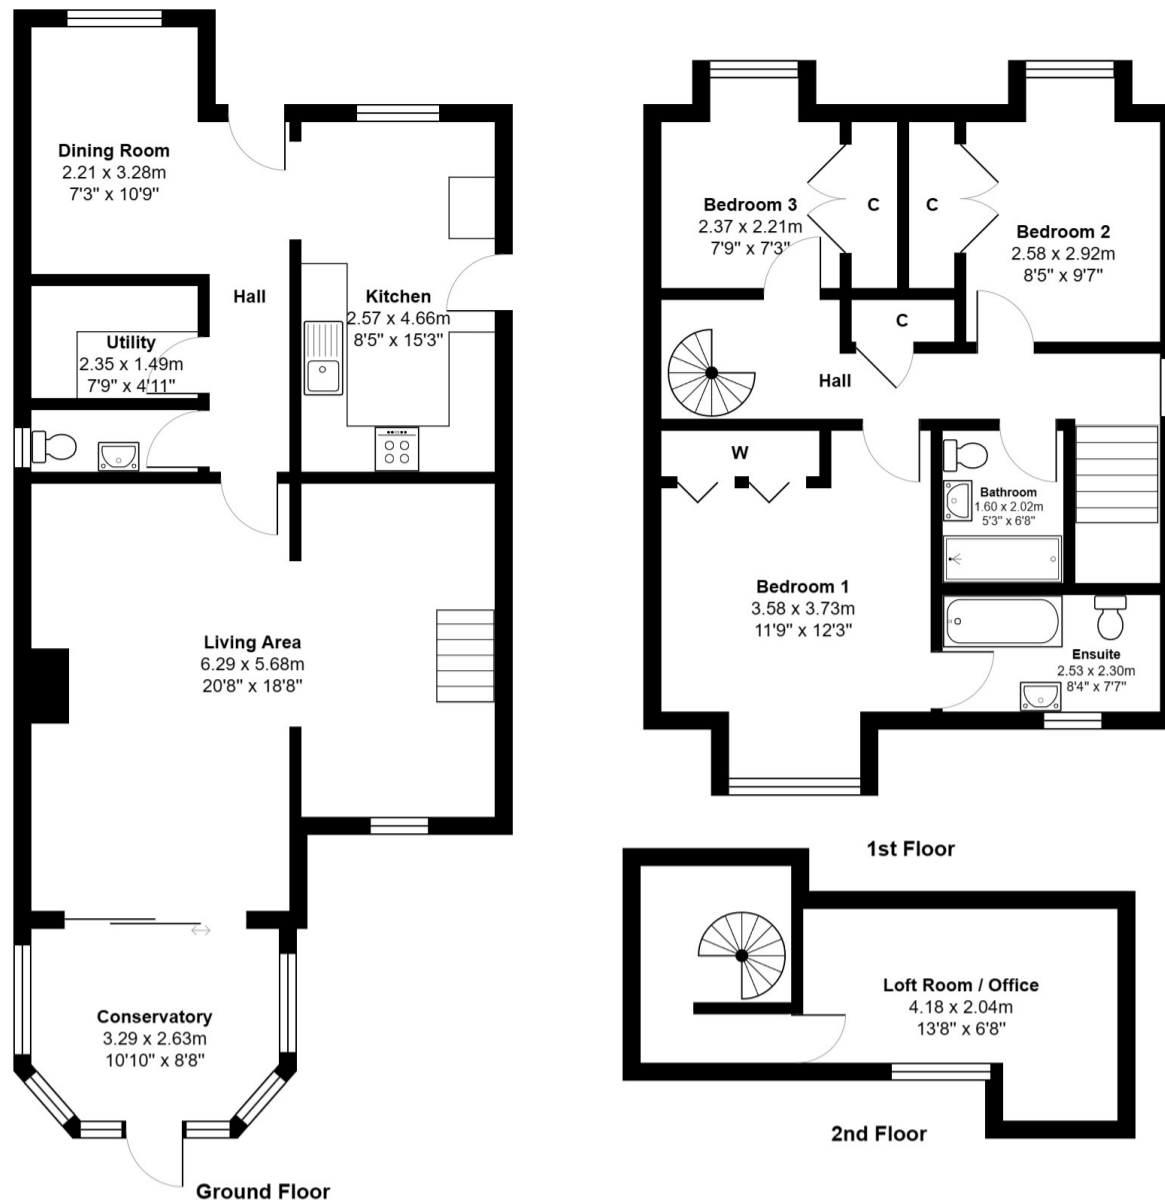 Dining Room
2.21 x 3.28m
7'3" x 10'9"
Hall
Kitchen
2.57 x 4.66m
8'5" x 15'3"
Utility
2.35 x 1.49m
7'9" x 4'11"
Living Area
6.29 x 5.68m
20'8" x 18'8"
Conservatory
3.29 x 2.63m
10'10" x 8'8"
Ground Floor
Bedroom 3
2.37 x 2.21m
7'9" x 7'3"
C
C
Bedroom 2
2.58 x 2.92m
8'5" x 9'7"
C
Hall
W
Bathroom
1.60 x 2.02m
5'3" x 6'8"
Bedroom 1
3.58 x 3.73m
11'9" x 12'3"
Ensuite
2.53 x 2.30m
8'4" x 7'7"
1st Floor
Loft Room / Office
4.18 x 2.04m
13'8" x 6'8"
2nd Floor